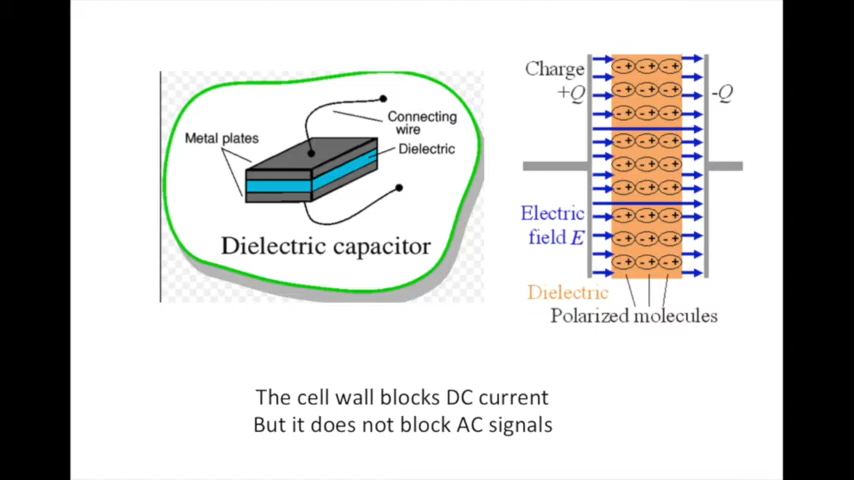 Metal plates
Connecting
wire
Dielectric
Dielectric capacitor
Charge
+Q
-Q
- + - + - +
- + - + - +
- + - + - +
- + - + - +
- + - + - +
- + - + - +
- + - + - +
- + - + - +
- + - + - +
Electric
field E
Dielectric
Polarized molecules
The cell wall blocks DC current
But it does not block AC signals